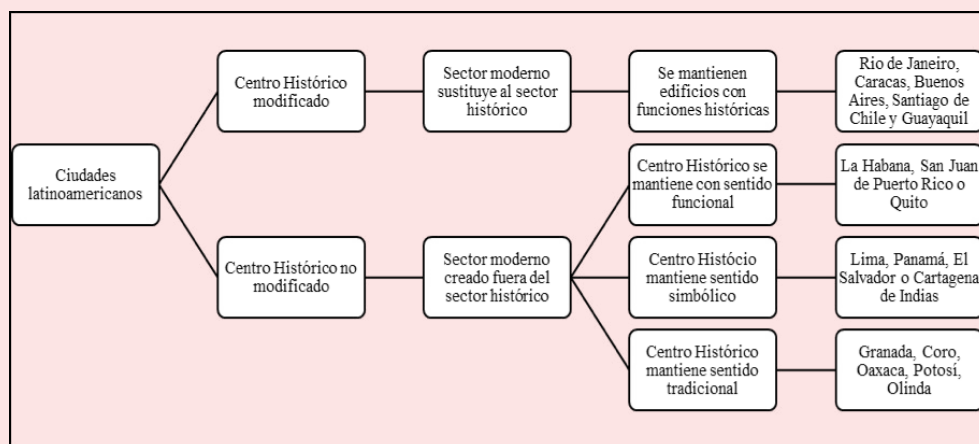 Ciudades
latinoamericanos
Centro Histórico
modificado
Sector moderno
sustituye al sector
histórico
Se mantienen
edificios con
funciones históricas
Rio de Janeiro,
Caracas, Buenos
Aires, Santiago de
Chile y Guayaquil
Centro Histórico no
modificado
Sector moderno
creado fuera del
sector histórico
Centro Histórico se
mantiene con sentido
funcional
La Habana, San Juan
de Puerto Rico o
Quito
Centro Histócio
mantiene sentido
simbólico
Lima, Panamá, El
Salvador o Cartagena
de Indias
Centro Histórico
mantiene sentido
tradicional
Granada, Coro,
Oaxaca, Potosí,
Olinda